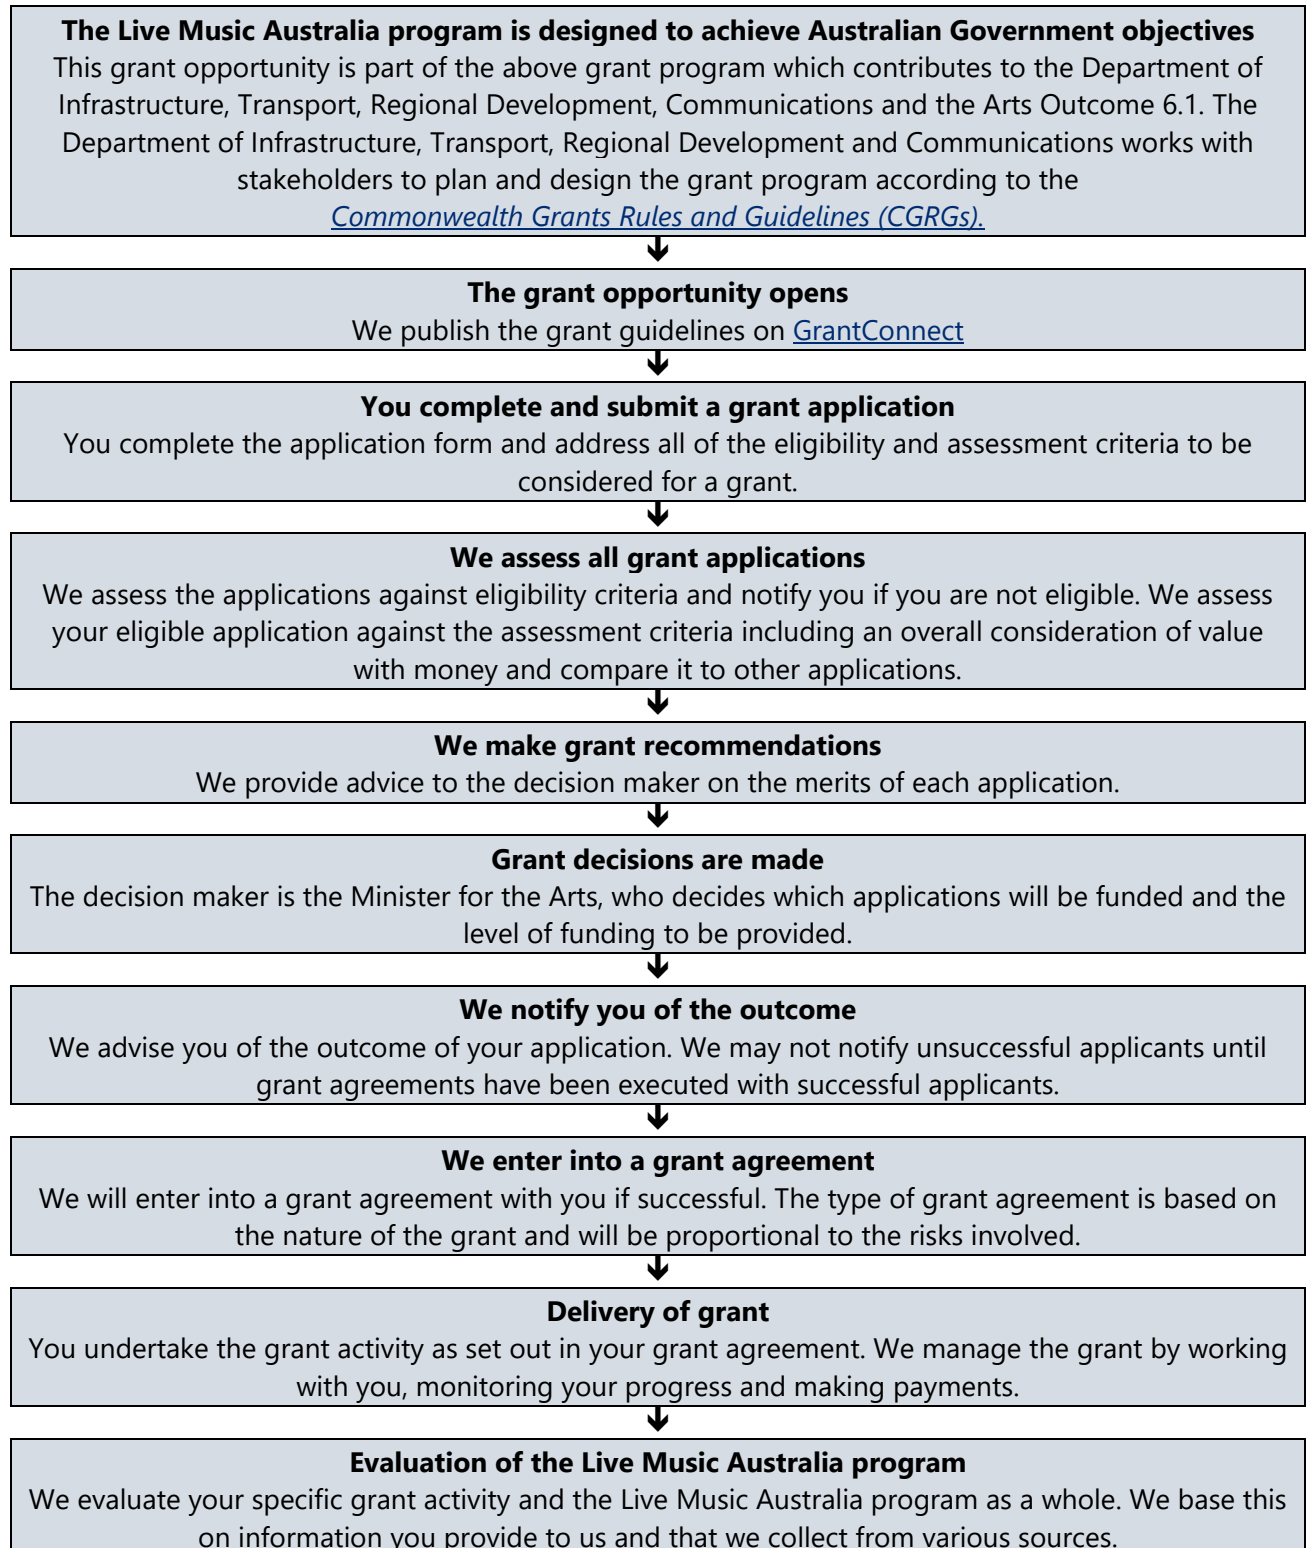 The Live Music Australia program is designed to achieve Australian Government objectives
This grant opportunity is part of the above grant program which contributes to the Department of
Infrastructure, Transport, Regional Development, Communications and the Arts Outcome 6.1. The
Department of Infrastructure, Transport, Regional Development and Communications works with
stakeholders to plan and design the grant program according to the
Commonwealth Grants Rules and Guidelines (CGRGs).
The grant opportunity opens
We publish the grant guidelines on GrantConnect
You complete and submit a grant application
You complete the application form and address all of the eligibility and assessment criteria to be
considered for a grant.
We assess all grant applications
We assess the applications against eligibility criteria and notify you if you are not eligible. We assess
your eligible application against the assessment criteria including an overall consideration of value
with money and compare it to other applications.
We make grant recommendations
We provide advice to the decision maker on the merits of each application.
Grant decisions are made
The decision maker is the Minister for the Arts, who decides which applications will be funded and the
level of funding to be provided.
We notify you of the outcome
We advise you of the outcome of your application. We may not notify unsuccessful applicants until
grant agreements have been executed with successful applicants.
We enter into a grant agreement
We will enter into a grant agreement with you if successful. The type of grant agreement is based on
the nature of the grant and will be proportional to the risks involved.
Delivery of grant
You undertake the grant activity as set out in your grant agreement. We manage the grant by working
with you, monitoring your progress and making payments.
Evaluation of the Live Music Australia program
We evaluate your specific grant activity and the Live Music Australia program as a whole. We base this
on information you provide to us and that we collect from various sources.